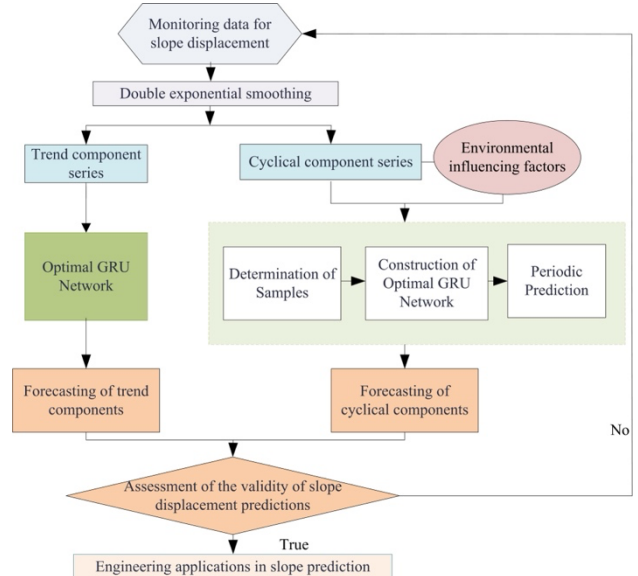 Monitoring data for
slope displacement
Double exponential smoothing
Trend component
series
Cyclical component series
Environmental
influencing factors
Optimal GRU
Network
Determination of
Samples
Construction of
Optimal GRU
Network
Periodic
Prediction
Forecasting of trend
components
Forecasting of
cyclical components
No
Assessment of the validity of slope
displacement predictions
True
Engineering applications in slope prediction